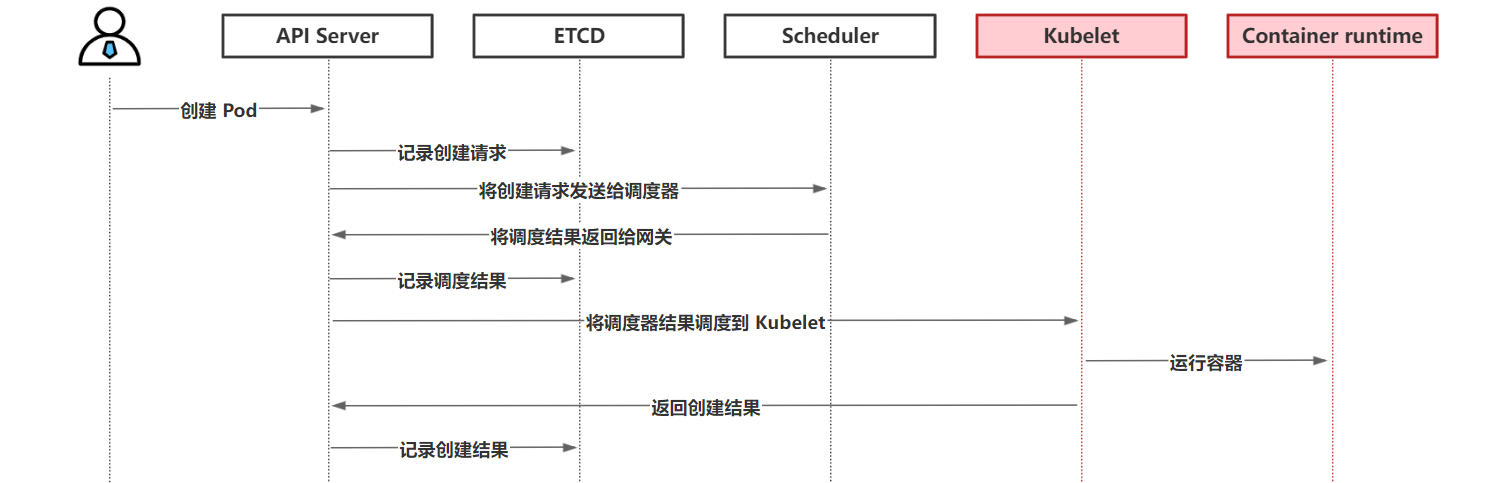 API Server
ETCD
Scheduler
Kubelet
Container runtime
创建 Pod
记录创建请求
将创建请求发送给调度器
将调度结果返回给网关
记录调度结果
将调度器结果调度到 Kubelet
运行容器
返回创建结果
记录创建结果